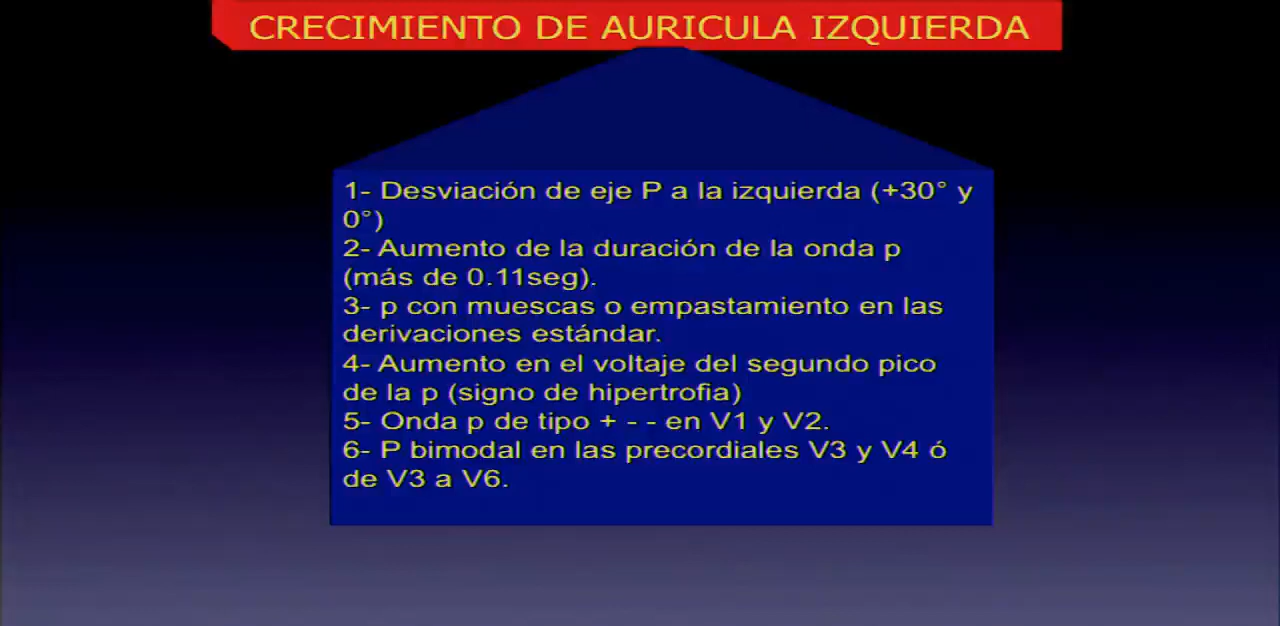 CRECIMIENTO DE AURICULA IZQUIERDA
1- Desviación de eje P a la izquierda (+30° y
0°)
2- Aumento de la duración de la onda p
(más de 0.11seg).
3- p con muescas o empastamiento en las
derivaciones estándar.
4- Aumento en el voltaje del segundo pico
de la p (signo de hipertrofia)
5- Onda p de tipo + - - en V1 y V2.
6- P bimodal en las precordiales V3 y V4 ó
de V3 a V6.